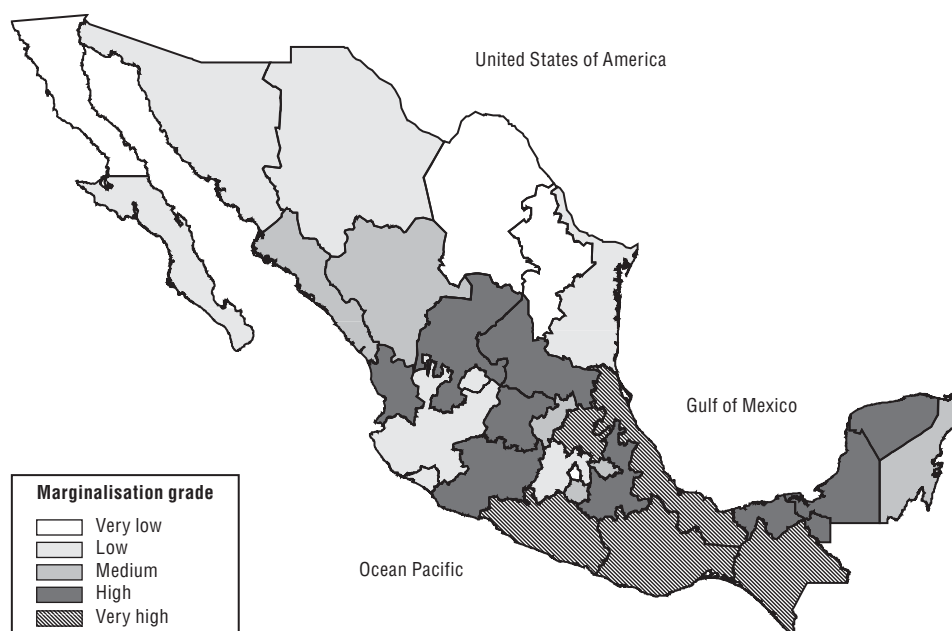 United States of America
Gulf of Mexico
Marginalisation grade
Very low
Low
Medium
High
Very high
Ocean Pacific